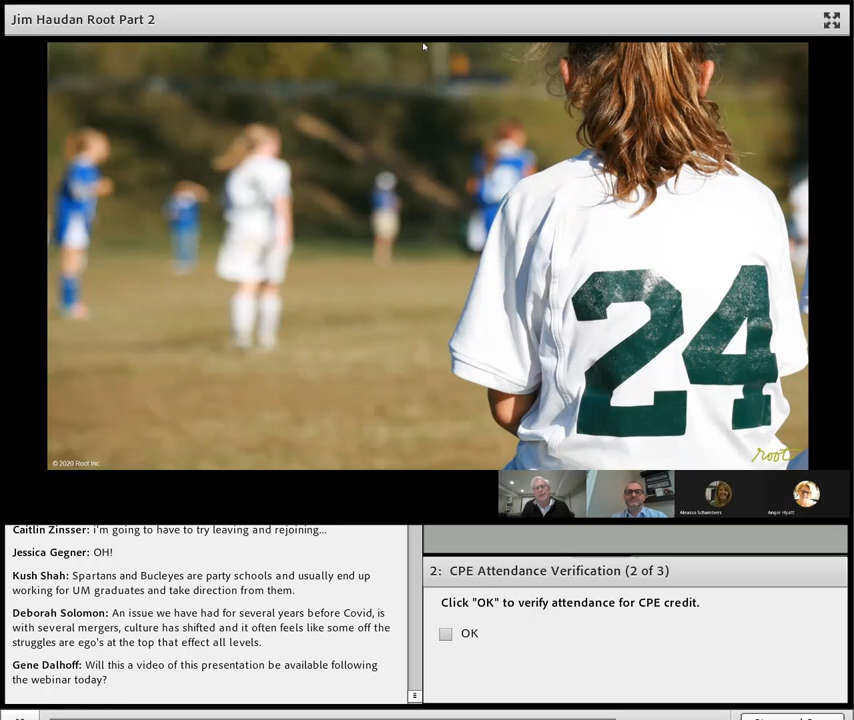 Jim Haudan Root Part 2
24
© 2020 Root Inc.
root
Alessa Schambers
Angie Hyatt
Caitlin Zinsser: i'm going to have to try leaving and rejoining...
Jessica Gegner: OH!
Kush Shah: Spartans and Bucleyes are party schools and usually end up
working for UM graduates and take direction from them.
Deborah Solomon: An issue we have had for several years before Covid, is
with several mergers, culture has shifted and it often feels like some off the
struggles are ego's at the top that effect all levels.
Gene Dalhoff: Will this a video of this presentation be available following
the webinar today?
2: CPE Attendance Verification (2 of 3)
Click "OK" to verify attendance for CPE credit.
OK